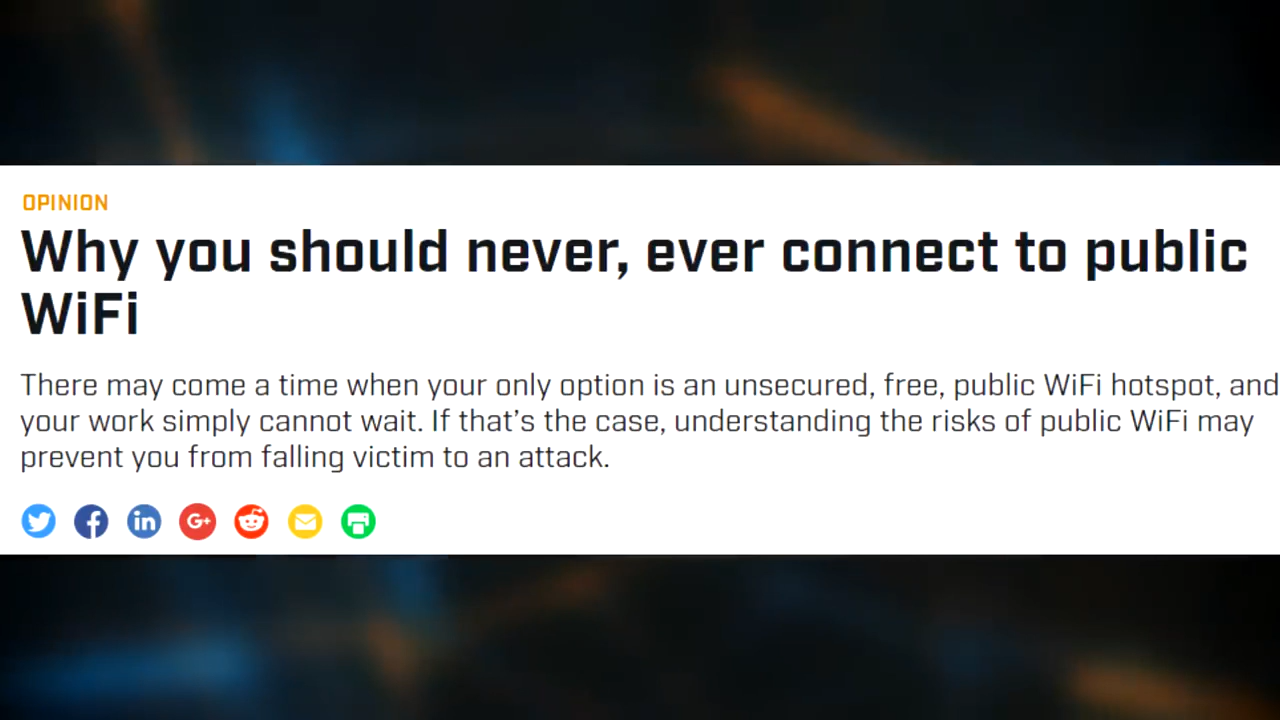 OPINION
Why you should never, ever connect to public
WiFi
There may come a time when your only option is an unsecured, free, public WiFi hotspot, and
your work simply cannot wait. If that’s the case, understanding the risks of public WiFi may
prevent you from falling victim to an attack.
in
G+